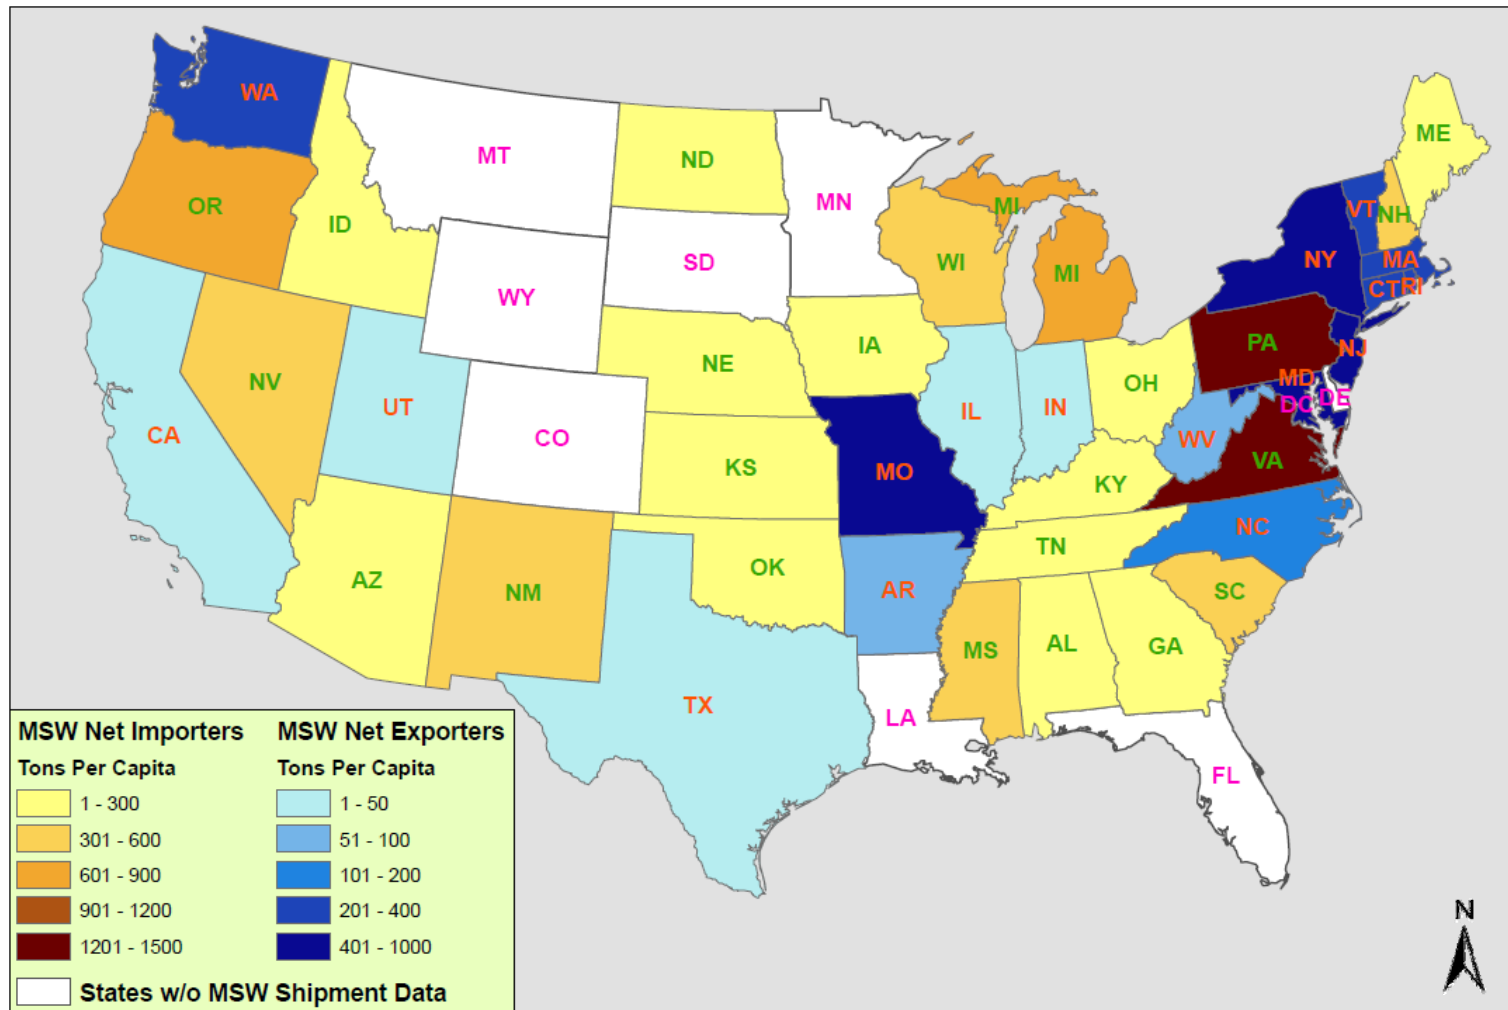 WA
ME
MT
ND
VT
NH
MN
OR
MI
ID
NY
MA
WI
SD
MI
CT
RI
WY
PA
NJ
IA
NE
NV
OH
MD
DC
DE
UT
IL
IN
CA
CO
WV
VA
KS
MO
KY
NC
TN
OK
AZ
AR
SC
NM
MS
AL
GA
TX
LA
FL
MSW Net Importers MSW Net Exporters
Tons Per Capita Tons Per Capita
1 - 300 1 - 50
301 - 600 51 - 100
601 - 900 101 - 200
901 - 1200 201 - 400
1201 - 1500 401 - 1000
States w/o MSW Shipment Data
N